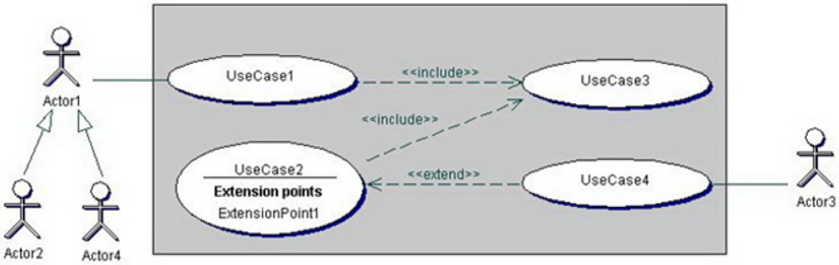 UseCase1
<<include>>
UseCase3
Actor1
<<include>>
UseCase2
Extension points
ExtensionPoint1
<<extend>>
UseCase4
Actor3
Actor2
Actor4